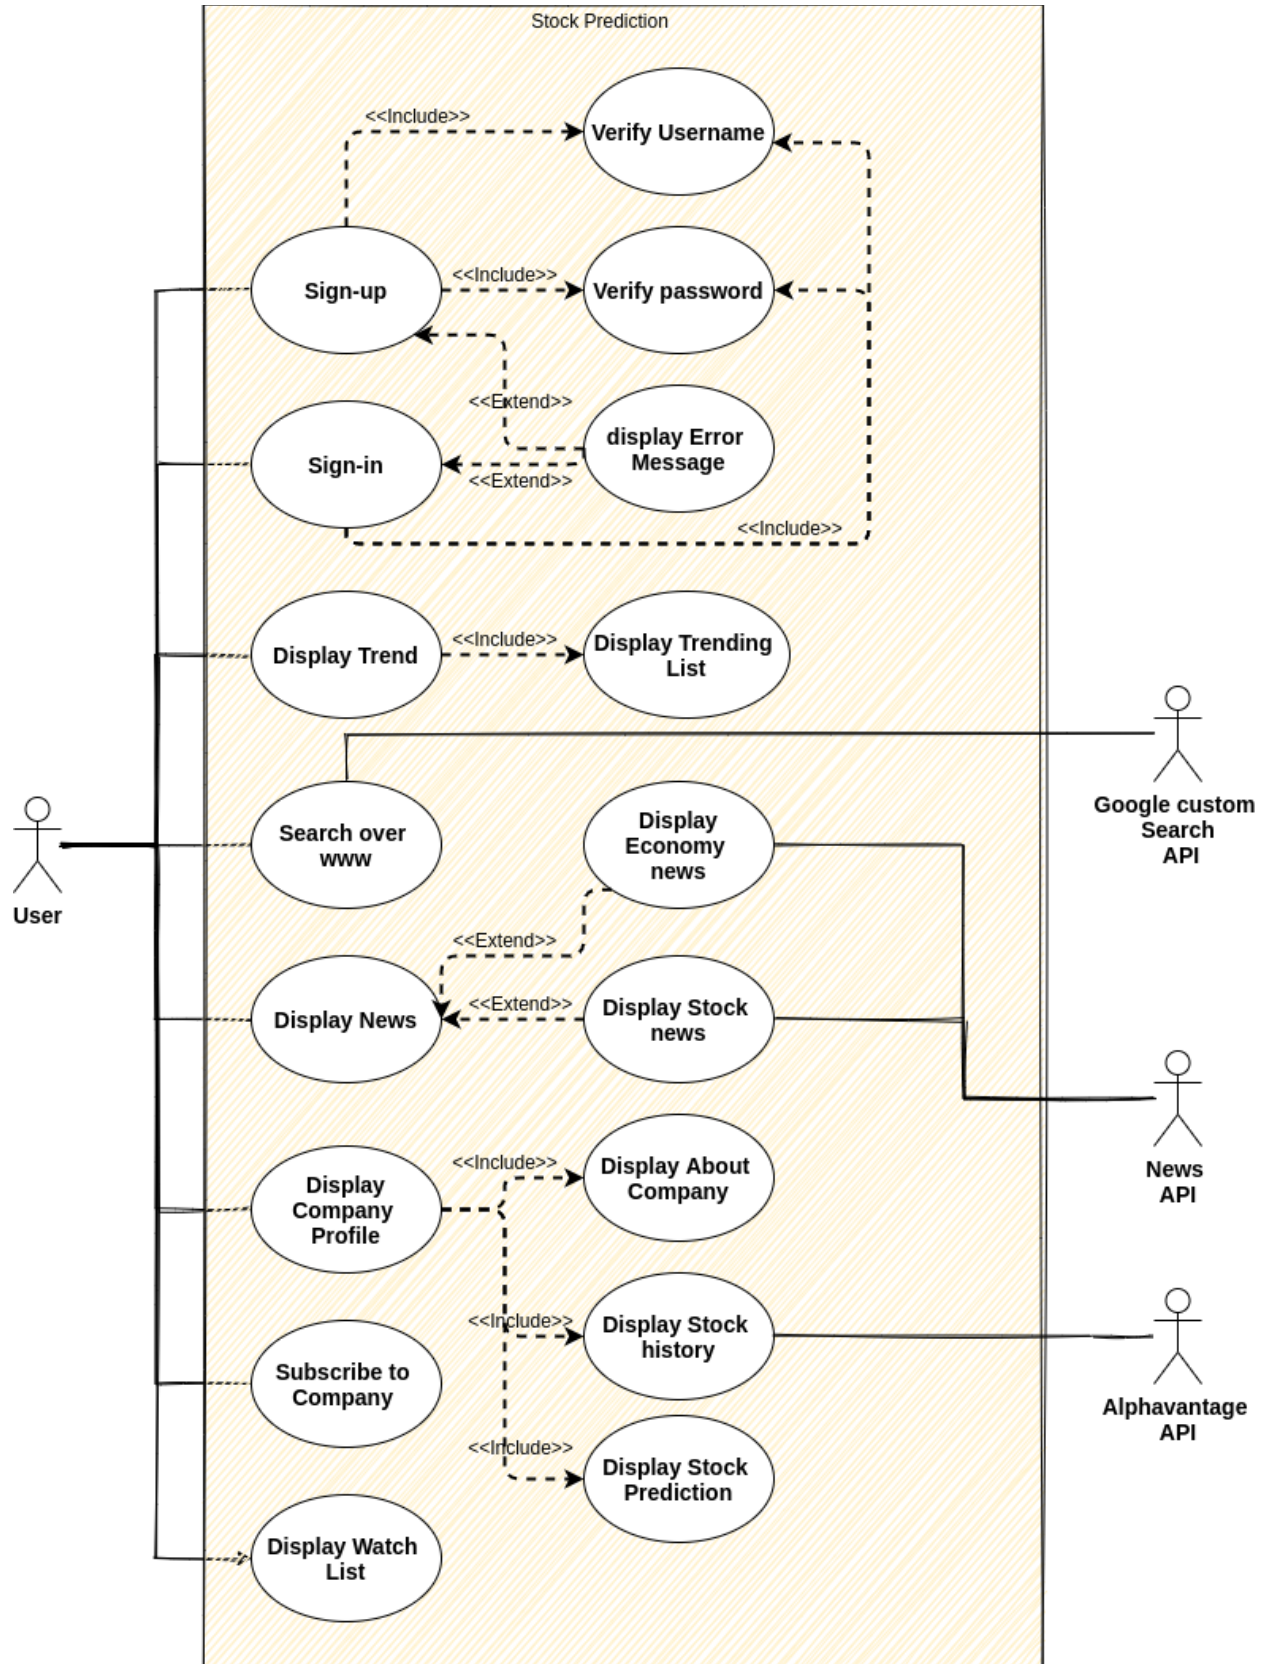 Stock Prediction
<<Include>>
Verify Username
Sign-up
<<Include>>
Verify password
<<Extend>>
display Error
Message
Sign-in
<<Extend>>
<<Include>>
Display Trend
<<Include>>
Display Trending
List
Google custom
Search
API
Search over
www
Display
Economy
news
User
<<Extend>>
Display News
<<Extend>>
Display Stock
news
News
API
Display
Company
Profile
<<Include>>
Display About
Company
<<Include>>
Display Stock
history
Alphavantage
API
Subscribe to
Company
<<Include>>
Display Stock
Prediction
Display Watch
List